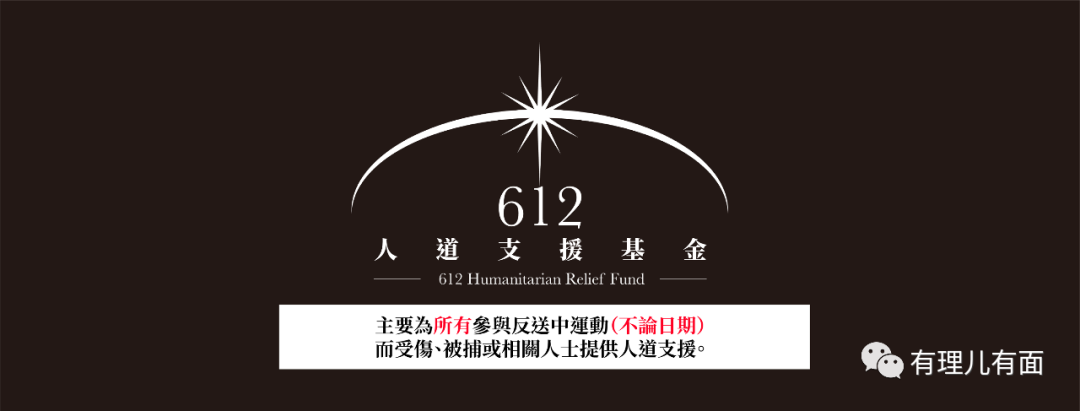 612
人道支援基金
612 Humanitarian Relief Fund
主要為所有參與反送中運動（不論日期）
而受傷、被捕或相關人士提供人道支援。
有理儿有面